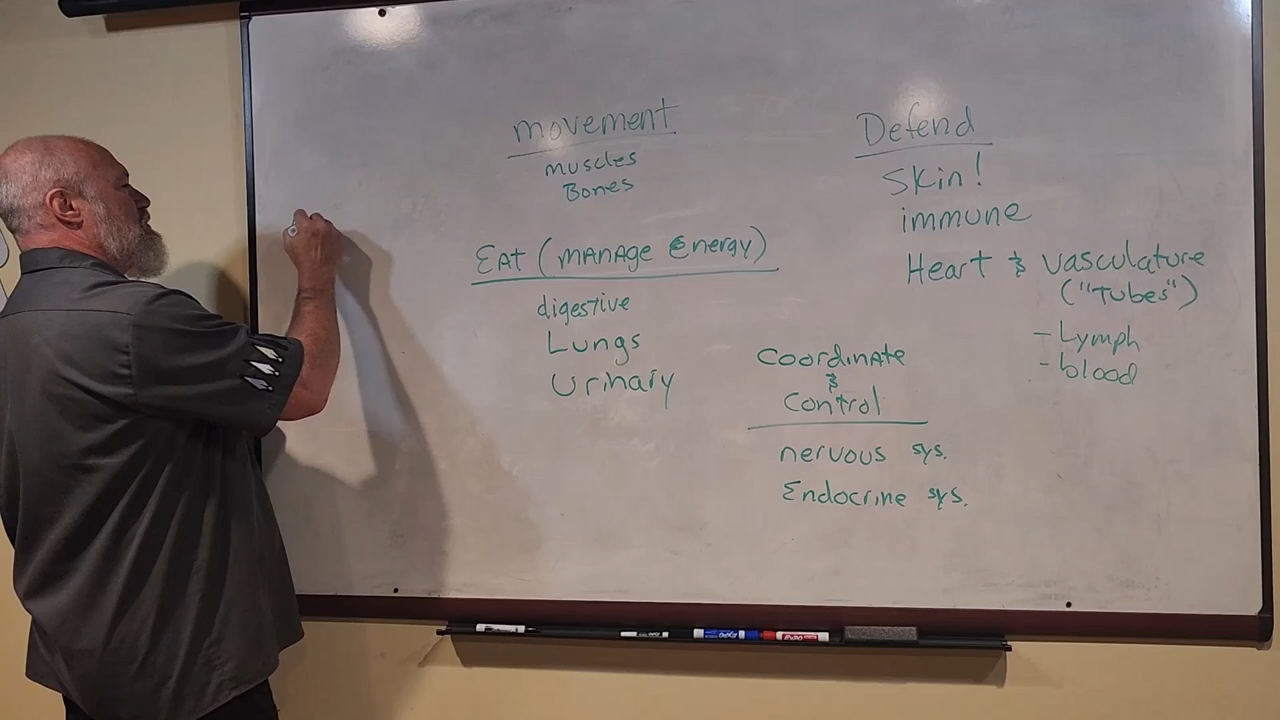 movement
muscles
Bones
EAT (MANAGE Energy)
digestive
Lungs
Urinary
Defend
Skin!
immune
Heart & vasculature
("Tubes")
- Lymph
- blood
Coordinate
&
Control
nervous sys.
Endocrine sys.
EXPO